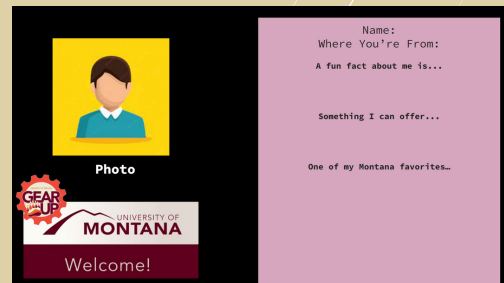 Photo
GEAR
UP
UNIVERSITY OF
MONTANA
Welcome!
Name:
Where You're From:
A fun fact about me is...
Something I can offer...
One of my Montana favorites…